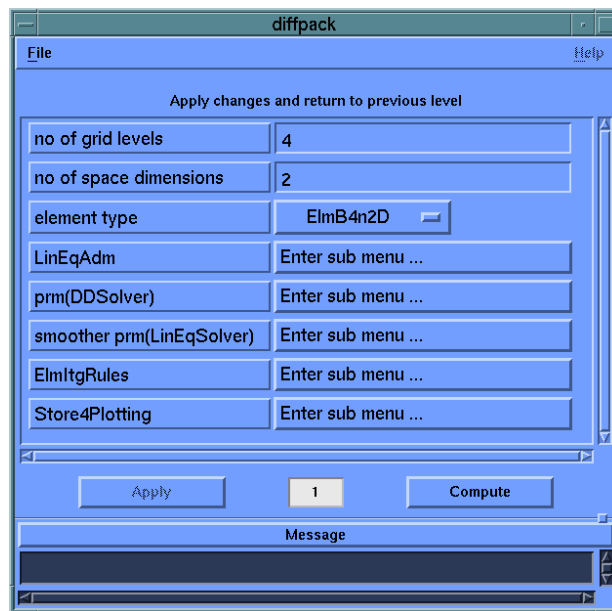 diffpack
File Help
Apply changes and return to previous level
no of grid levels 4
no of space dimensions 2
element type ElmB4n2D
LinEqAdm Enter sub menu ...
prm(DDSolver) Enter sub menu ...
smoother prm(LinEqSolver) Enter sub menu ...
ElmItgRules Enter sub menu ...
Store4Plotting Enter sub menu ...
Apply 1 Compute
Message